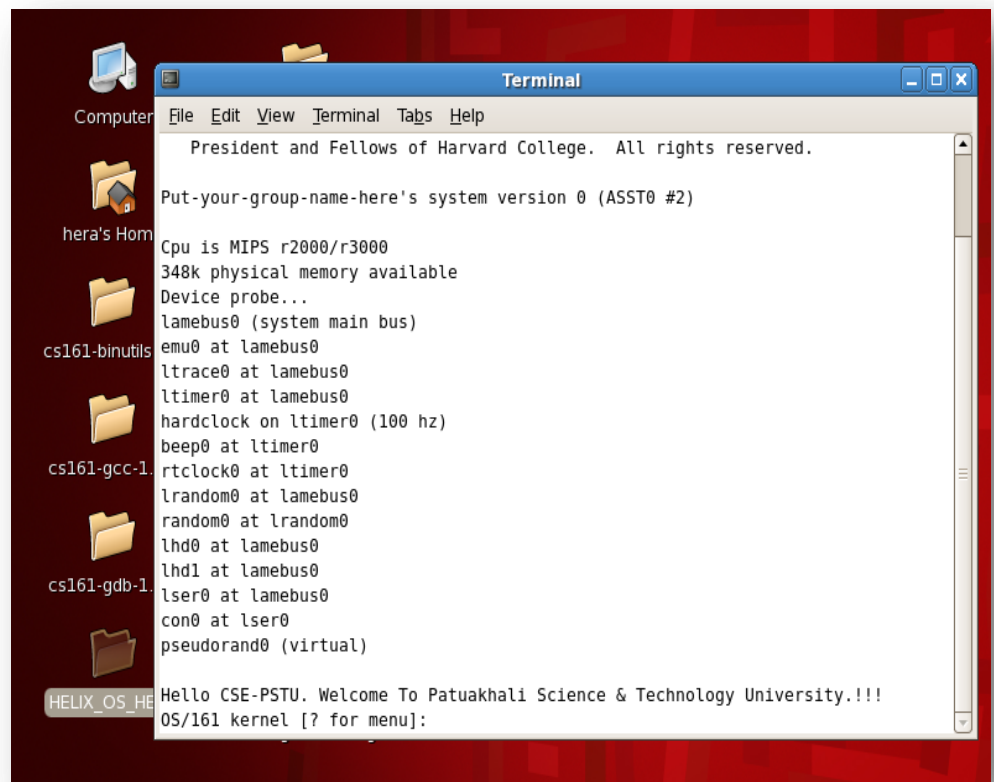 Computer
hera's Hom
cs161-binutils
cs161-gcc-1.
cs161-gdb-1.
HELIX_OS_HE
Terminal
File Edit View Terminal Tabs Help
President and Fellows of Harvard College.  All rights reserved.
Put-your-group-name-here's system version 0 (ASST0 #2)
Cpu is MIPS r2000/r3000
348k physical memory available
Device probe...
lamebus0 (system main bus)
emu0 at lamebus0
ltrace0 at lamebus0
ltimer0 at lamebus0
hardclock on ltimer0 (100 hz)
beep0 at ltimer0
rtclock0 at ltimer0
lrandom0 at lamebus0
random0 at lrandom0
lhd0 at lamebus0
lhd1 at lamebus0
lser0 at lamebus0
con0 at lser0
pseudorand0 (virtual)
Hello CSE-PSTU. Welcome To Patuakhali Science & Technology University.!!!
OS/161 kernel [? for menu]: